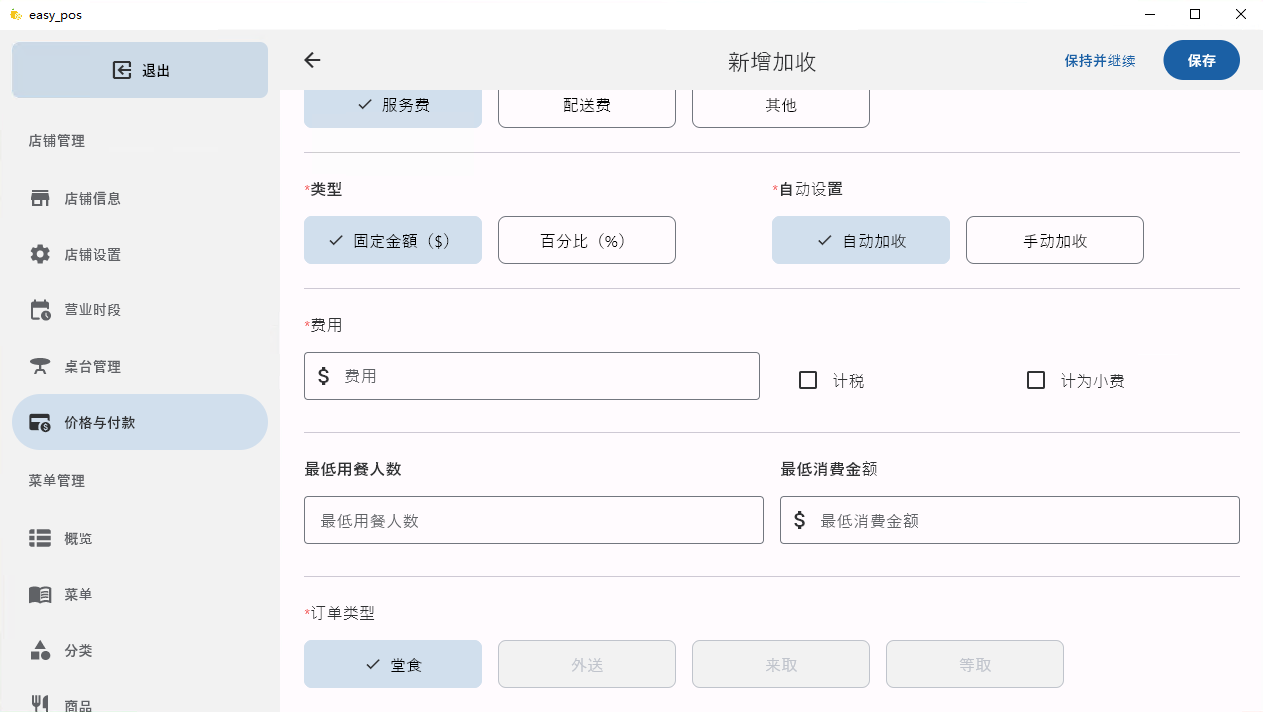 easy_pos
退出
新增加收
保持并继续
保存
店铺管理
店铺信息
店铺设置
营业时段
桌台管理
价格与付款
菜单管理
概览
菜单
分类
商品
服务费
配送费
其他
*类型
*自动设置
固定金額（$）
百分比（%）
自动加收
手动加收
*费用
$ 费用
计税
计为小费
最低用餐人数
最低消费金额
最低用餐人数
$ 最低消费金额
*订单类型
堂食
外送
来取
等取